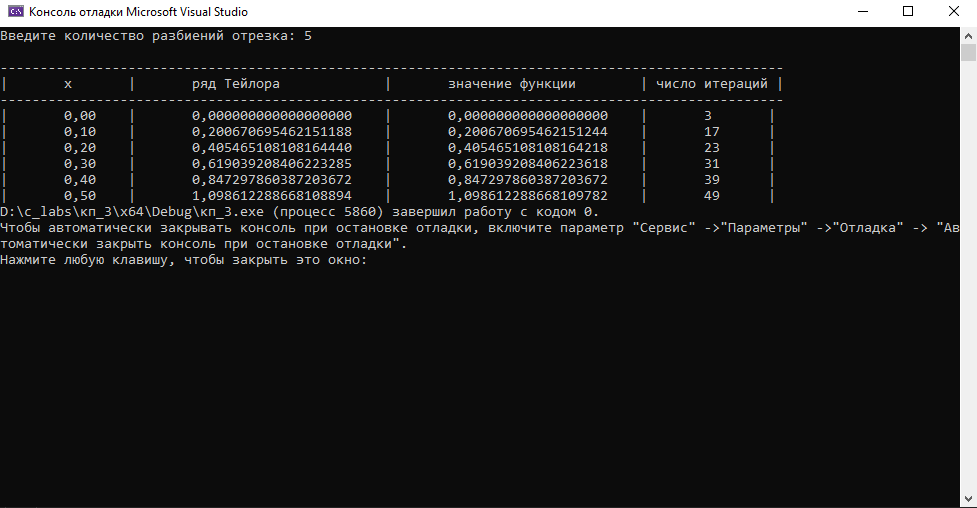 Консоль отладки Microsoft Visual Studio
Введите количество разбиений отрезка: 5
--------------------------------------------------------------------------------------------------
|       x       |       ряд Тейлора             |       значение функции        | число итераций |
--------------------------------------------------------------------------------------------------
|       0,00    |       0,000000000000000000    |       0,000000000000000000    |       3       |
|       0,10    |       0,200670695462151188    |       0,200670695462151244    |       17      |
|       0,20    |       0,405465108108164440    |       0,405465108108164218    |       23      |
|       0,30    |       0,619039208406223285    |       0,619039208406223618    |       31      |
|       0,40    |       0,847297860387203672    |       0,847297860387203672    |       39      |
|       0,50    |       1,098612288668108894    |       1,098612288668109782    |       49      |
D:\c_labs\кп_3\x64\Debug\кп_3.exe (процесс 5860) завершил работу с кодом 0.
Чтобы автоматически закрывать консоль при остановке отладки, включите параметр "Сервис" ->"Параметры" ->"Отладка" -> "Ав
томатически закрыть консоль при остановке отладки".
Нажмите любую клавишу, чтобы закрыть это окно: